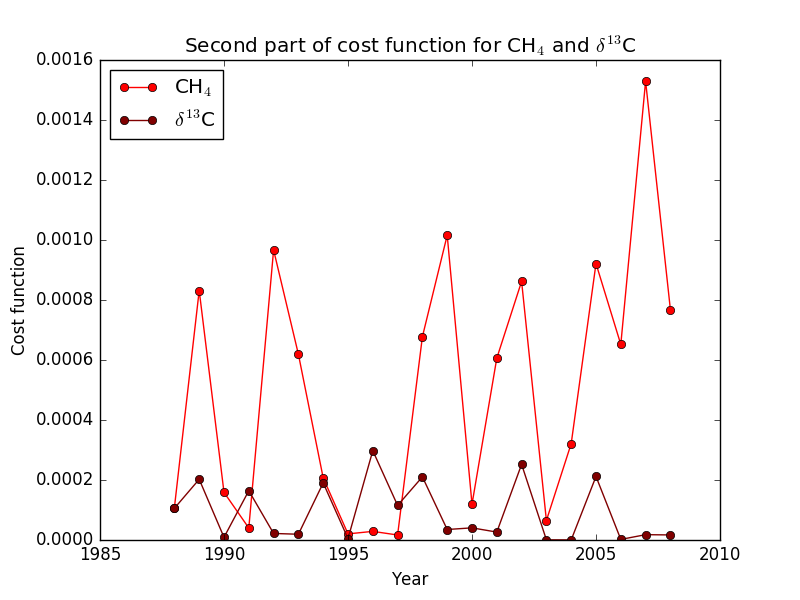 Second part of cost function for CH₄ and δ¹³C
0.0016
0.0014
0.0012
0.0010
0.0008
0.0006
0.0004
0.0002
0.0000
CH₄
δ¹³C
Cost function
1985 1990 1995 2000 2005 2010
Year